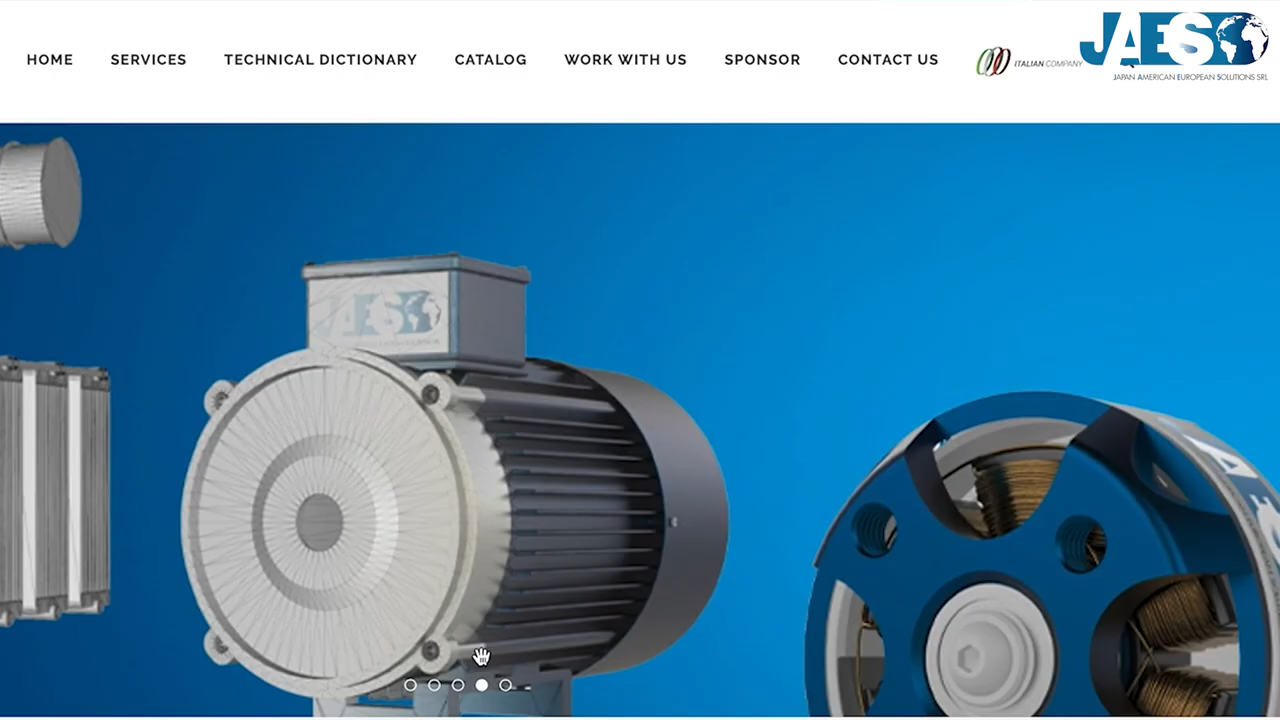 HOME SERVICES TECHNICAL DICTIONARY CATALOG WORK WITH US SPONSOR CONTACT US
ITALIAN COMPANY
JAES
JAPAN AMERICAN EUROPEAN SOLUTIONS SRL
JAES